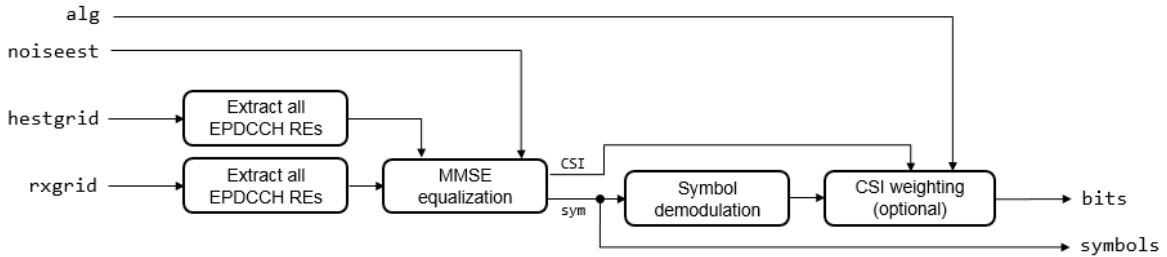 alg
noiseest
hestgrid
Extract all
EPDCCH REs
rxgrid
Extract all
EPDCCH REs
MMSE
equalization
CSI
sym
Symbol
demodulation
CSI weighting
(optional)
bits
symbols